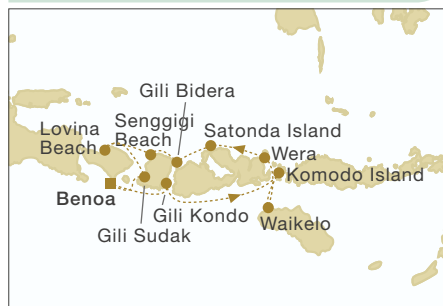 Gili Bidera
Senggigi
Beach
Satonda Island
Lovina
Beach
Wera
Komodo Island
Benoa
Gili Kondo
Waikelo
Gili Sudak